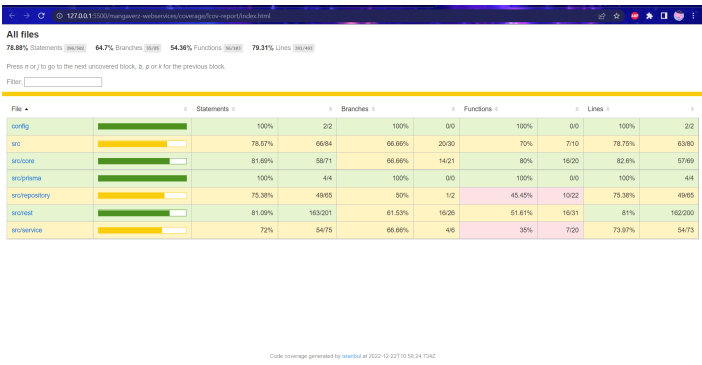 127.0.0.1:5500/mangaverz-webservices/coverage/lcov-report/index.html
All files
78.88% Statements 396/502 64.7% Branches 55/85 54.36% Functions 56/103 79.31% Lines 391/493
Press n or j to go to the next uncovered block, b, p or k for the previous block.
Filter:
File Statements Branches Functions Lines
config 100% 2/2 100% 0/0 100% 0/0 100% 2/2
src 78.57% 66/84 66.66% 20/30 70% 7/10 78.75% 63/80
src/core 81.69% 58/71 66.66% 14/21 80% 16/20 82.6% 57/69
src/prisma 100% 4/4 100% 0/0 100% 0/0 100% 4/4
src/repository 75.38% 49/65 50% 1/2 45.45% 10/22 75.38% 49/65
src/rest 81.09% 163/201 61.53% 16/26 51.61% 16/31 81% 162/200
src/service 72% 54/75 66.66% 4/6 35% 7/20 73.97% 54/73
Code coverage generated by istanbul at 2022-12-22T10:58:24.734Z